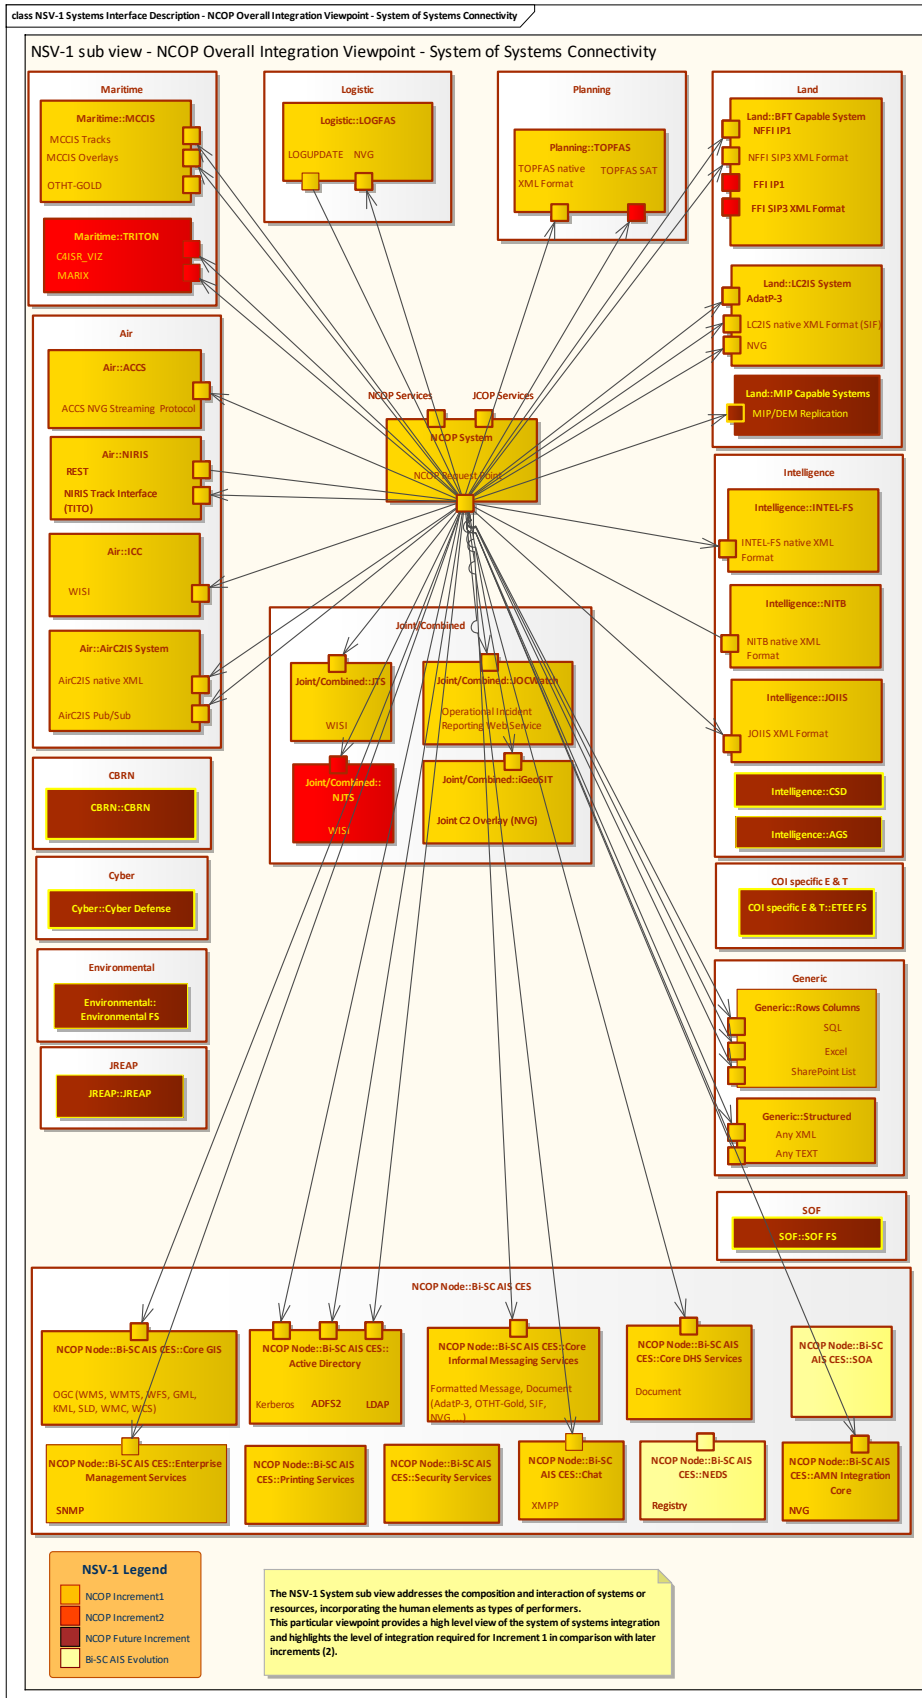 class NSV-1 Systems Interface Description - NCOP Overall Integration Viewpoint - System of Systems Connectivity
NSV-1 sub view - NCOP Overall Integration Viewpoint - System of Systems Connectivity
Maritime
Maritime::MCCIS
MCCIS Tracks
MCCIS Overlays
OTHT-GOLD
Maritime::TRITON
C4ISR_VIZ
MARIX
Logistic
Logistic::LOGFAS
LOGUPDATE NVG
Planning
Planning::TOPFAS
TOPFAS native
XML Format
TOPFAS SAT
Land
Land::BFT Capable System
NFFI IP1
NFFI SIP3 XML Format
FFI IP1
FFI SIP3 XML Format
Land::LC2IS System
AdatP-3
LC2IS native XML Format (SIF)
NVG
Land::MIP Capable Systems
MIP/DEM Replication
Air
Air::ACCS
ACCS NVG Streaming Protocol
Air::NIRIS
REST
NIRIS Track Interface
(TITO)
Air::ICC
WISI
Air::AirC2IS System
AirC2IS native XML
AirC2IS Pub/Sub
NCOP Services
JCOP Services
NCOP System
NCOP Request Point
Intelligence
Intelligence::INTEL-FS
INTEL-FS native XML
Format
Intelligence::NITB
NITB native XML
Format
Intelligence::JOIIS
JOIIS XML Format
Intelligence::CSD
Intelligence::AGS
Joint/Combined
Joint/Combined::JTS
WISI
Joint/Combined::JOCWatch
Operational Incident
Reporting Web Service
Joint/Combined::
NJTS
WISI
Joint/Combined::iGeoSIT
Joint C2 Overlay (NVG)
CBRN
CBRN::CBRN
Cyber
Cyber::Cyber Defense
Environmental
Environmental::
Environmental FS
JREAP
JREAP::JREAP
COI specific E & T
COI specific E & T::ETEE FS
Generic
Generic::Rows Columns
SQL
Excel
SharePoint List
Generic::Structured
Any XML
Any TEXT
SOF
SOF::SOF FS
NCOP Node::Bi-SC AIS CES
NCOP Node::Bi-SC AIS CES::Core GIS
OGC (WMS, WMTS, WFS, GML,
KML, SLD, WMC, WCS)
NCOP Node::Bi-SC AIS CES::
Active Directory
Kerberos ADFS2 LDAP
NCOP Node::Bi-SC AIS CES::Core
Informal Messaging Services
Formatted Message, Document
(AdatP-3, OTHT-Gold, SIF,
NVG ...)
NCOP Node::Bi-SC AIS
CES::Core DHS Services
Document
NCOP Node::Bi-SC
AIS CES::SOA
NCOP Node::Bi-SC AIS CES::Enterprise
Management Services
SNMP
NCOP Node::Bi-SC AIS
CES::Printing Services
NCOP Node::Bi-SC AIS
CES::Security Services
NCOP Node::Bi-SC
AIS CES::Chat
XMPP
NCOP Node::Bi-SC AIS
CES::NEDS
Registry
NCOP Node::Bi-SC AIS
CES::AMN Integration
Core
NVG
NSV-1 Legend
NCOP Increment1
NCOP Increment2
NCOP Future Increment
Bi-SC AIS Evolution
The NSV-1 System sub view addresses the composition and interaction of systems or
resources, incorporating the human elements as types of performers.
This particular viewpoint provides a high level view of the system of systems integration
and highlights the level of integration required for Increment 1 in comparison with later
increments (2).